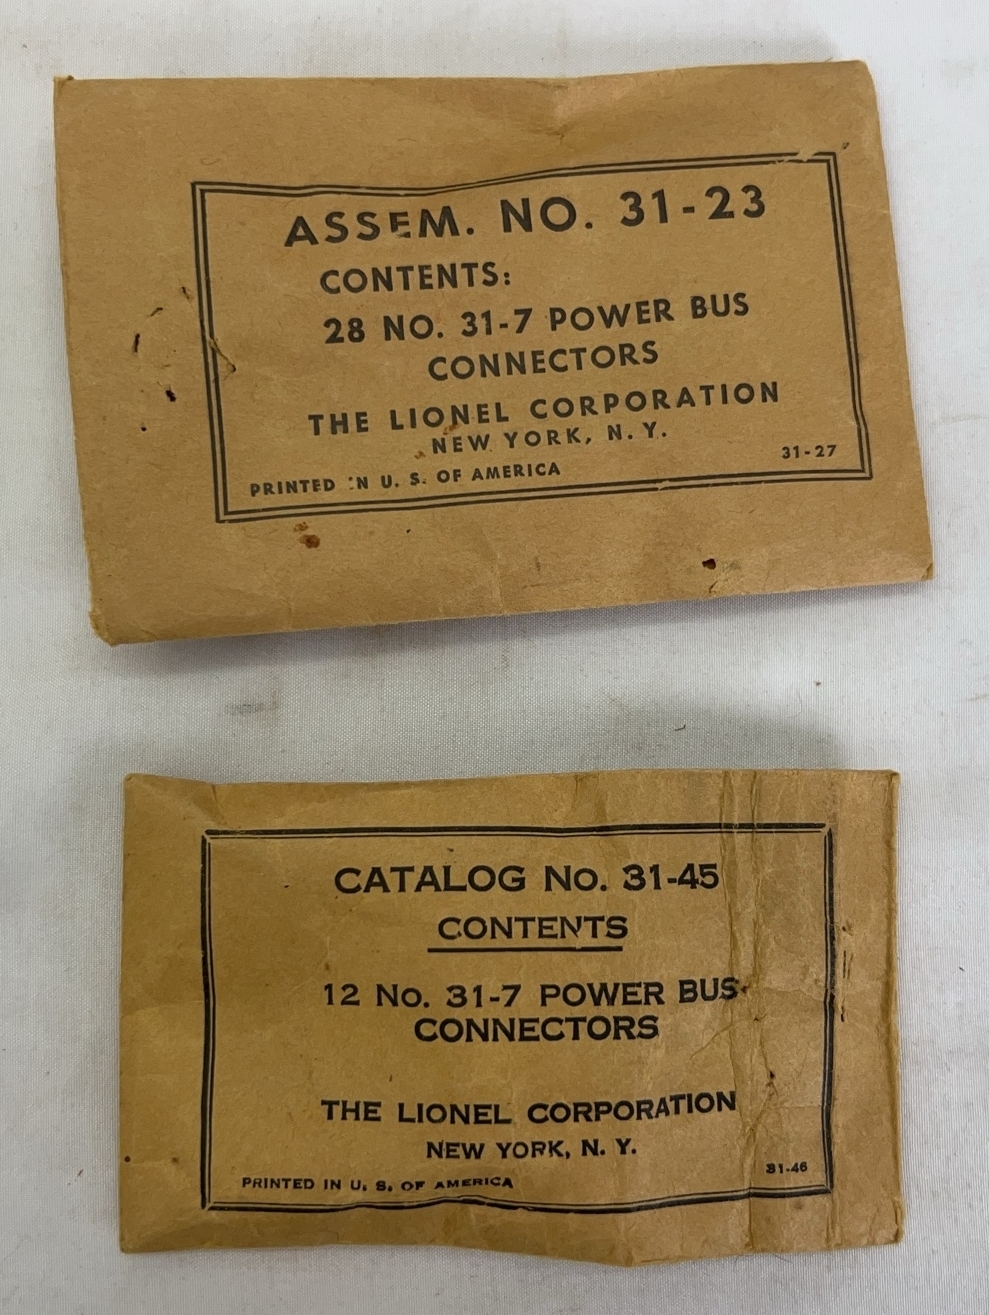 ASSEM. NO. 31-23
CONTENTS:
28 NO. 31-7 POWER BUS
CONNECTORS
THE LIONEL CORPORATION
NEW YORK, N. Y.
31-27
PRINTED IN U. S. OF AMERICA
CATALOG No. 31-45
CONTENTS
12 No. 31-7 POWER BUS
CONNECTORS
THE LIONEL CORPORATION
NEW YORK, N. Y.
31-46
PRINTED IN U. S. OF AMERICA